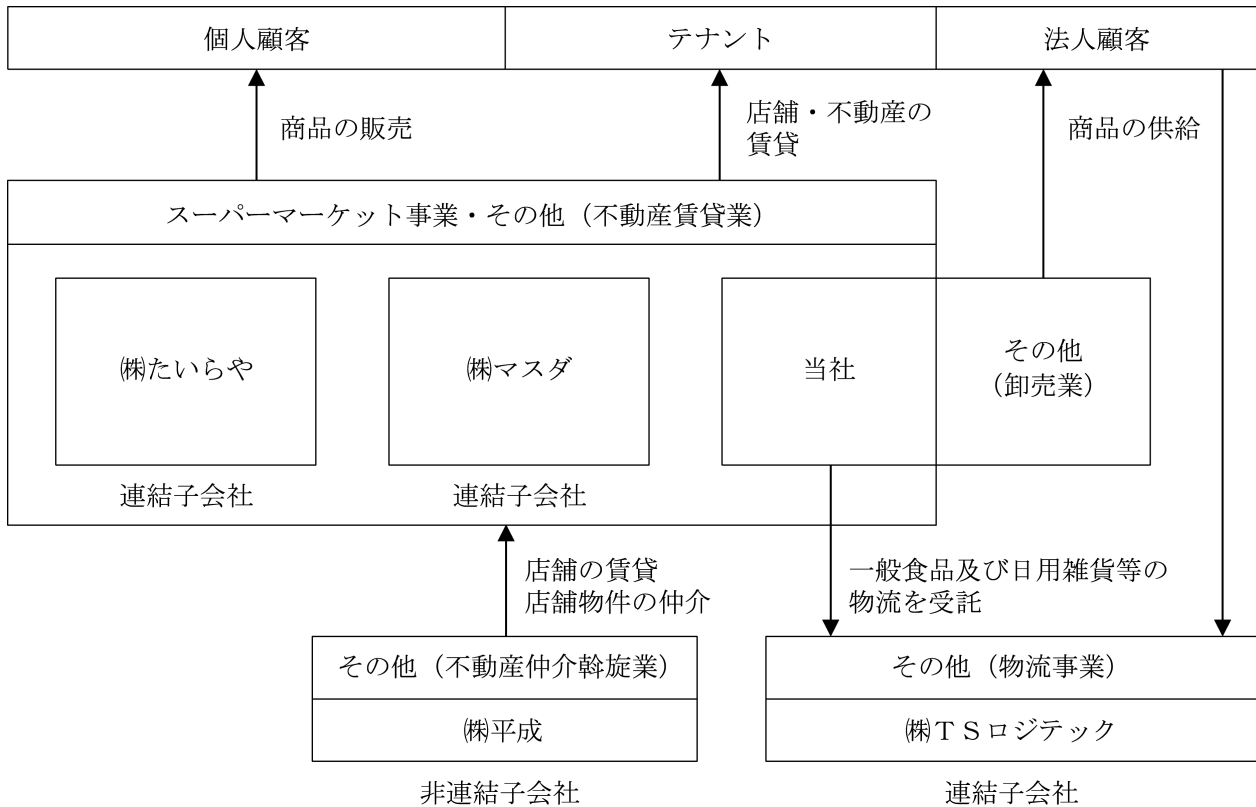 個人顧客
テナント
法人顧客
商品の販売
店舗・不動産の
賃貸
商品の供給
スーパーマーケット事業・その他（不動産賃貸業）
㈱たいらや
㈱マスダ
当社
その他
（卸売業）
連結子会社
連結子会社
店舗の賃貸
店舗物件の仲介
一般食品及び日用雑貨等の
物流を受託
その他（不動産仲介斡旋業）
㈱平成
非連結子会社
その他（物流事業）
㈱ＴＳロジテック
連結子会社